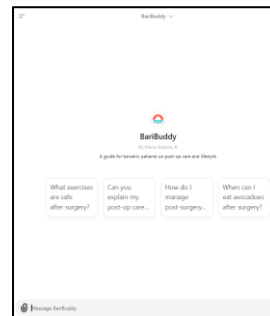 BariBuddy
BariBuddy
A guide for bariatric patients on post-op care and lifestyle.
What exercises
are safe
after surgery?
Can you
explain my
post-op care...
How do I
manage
post-surgery...
When can I
eat avocados
after surgery?
Message BariBuddy